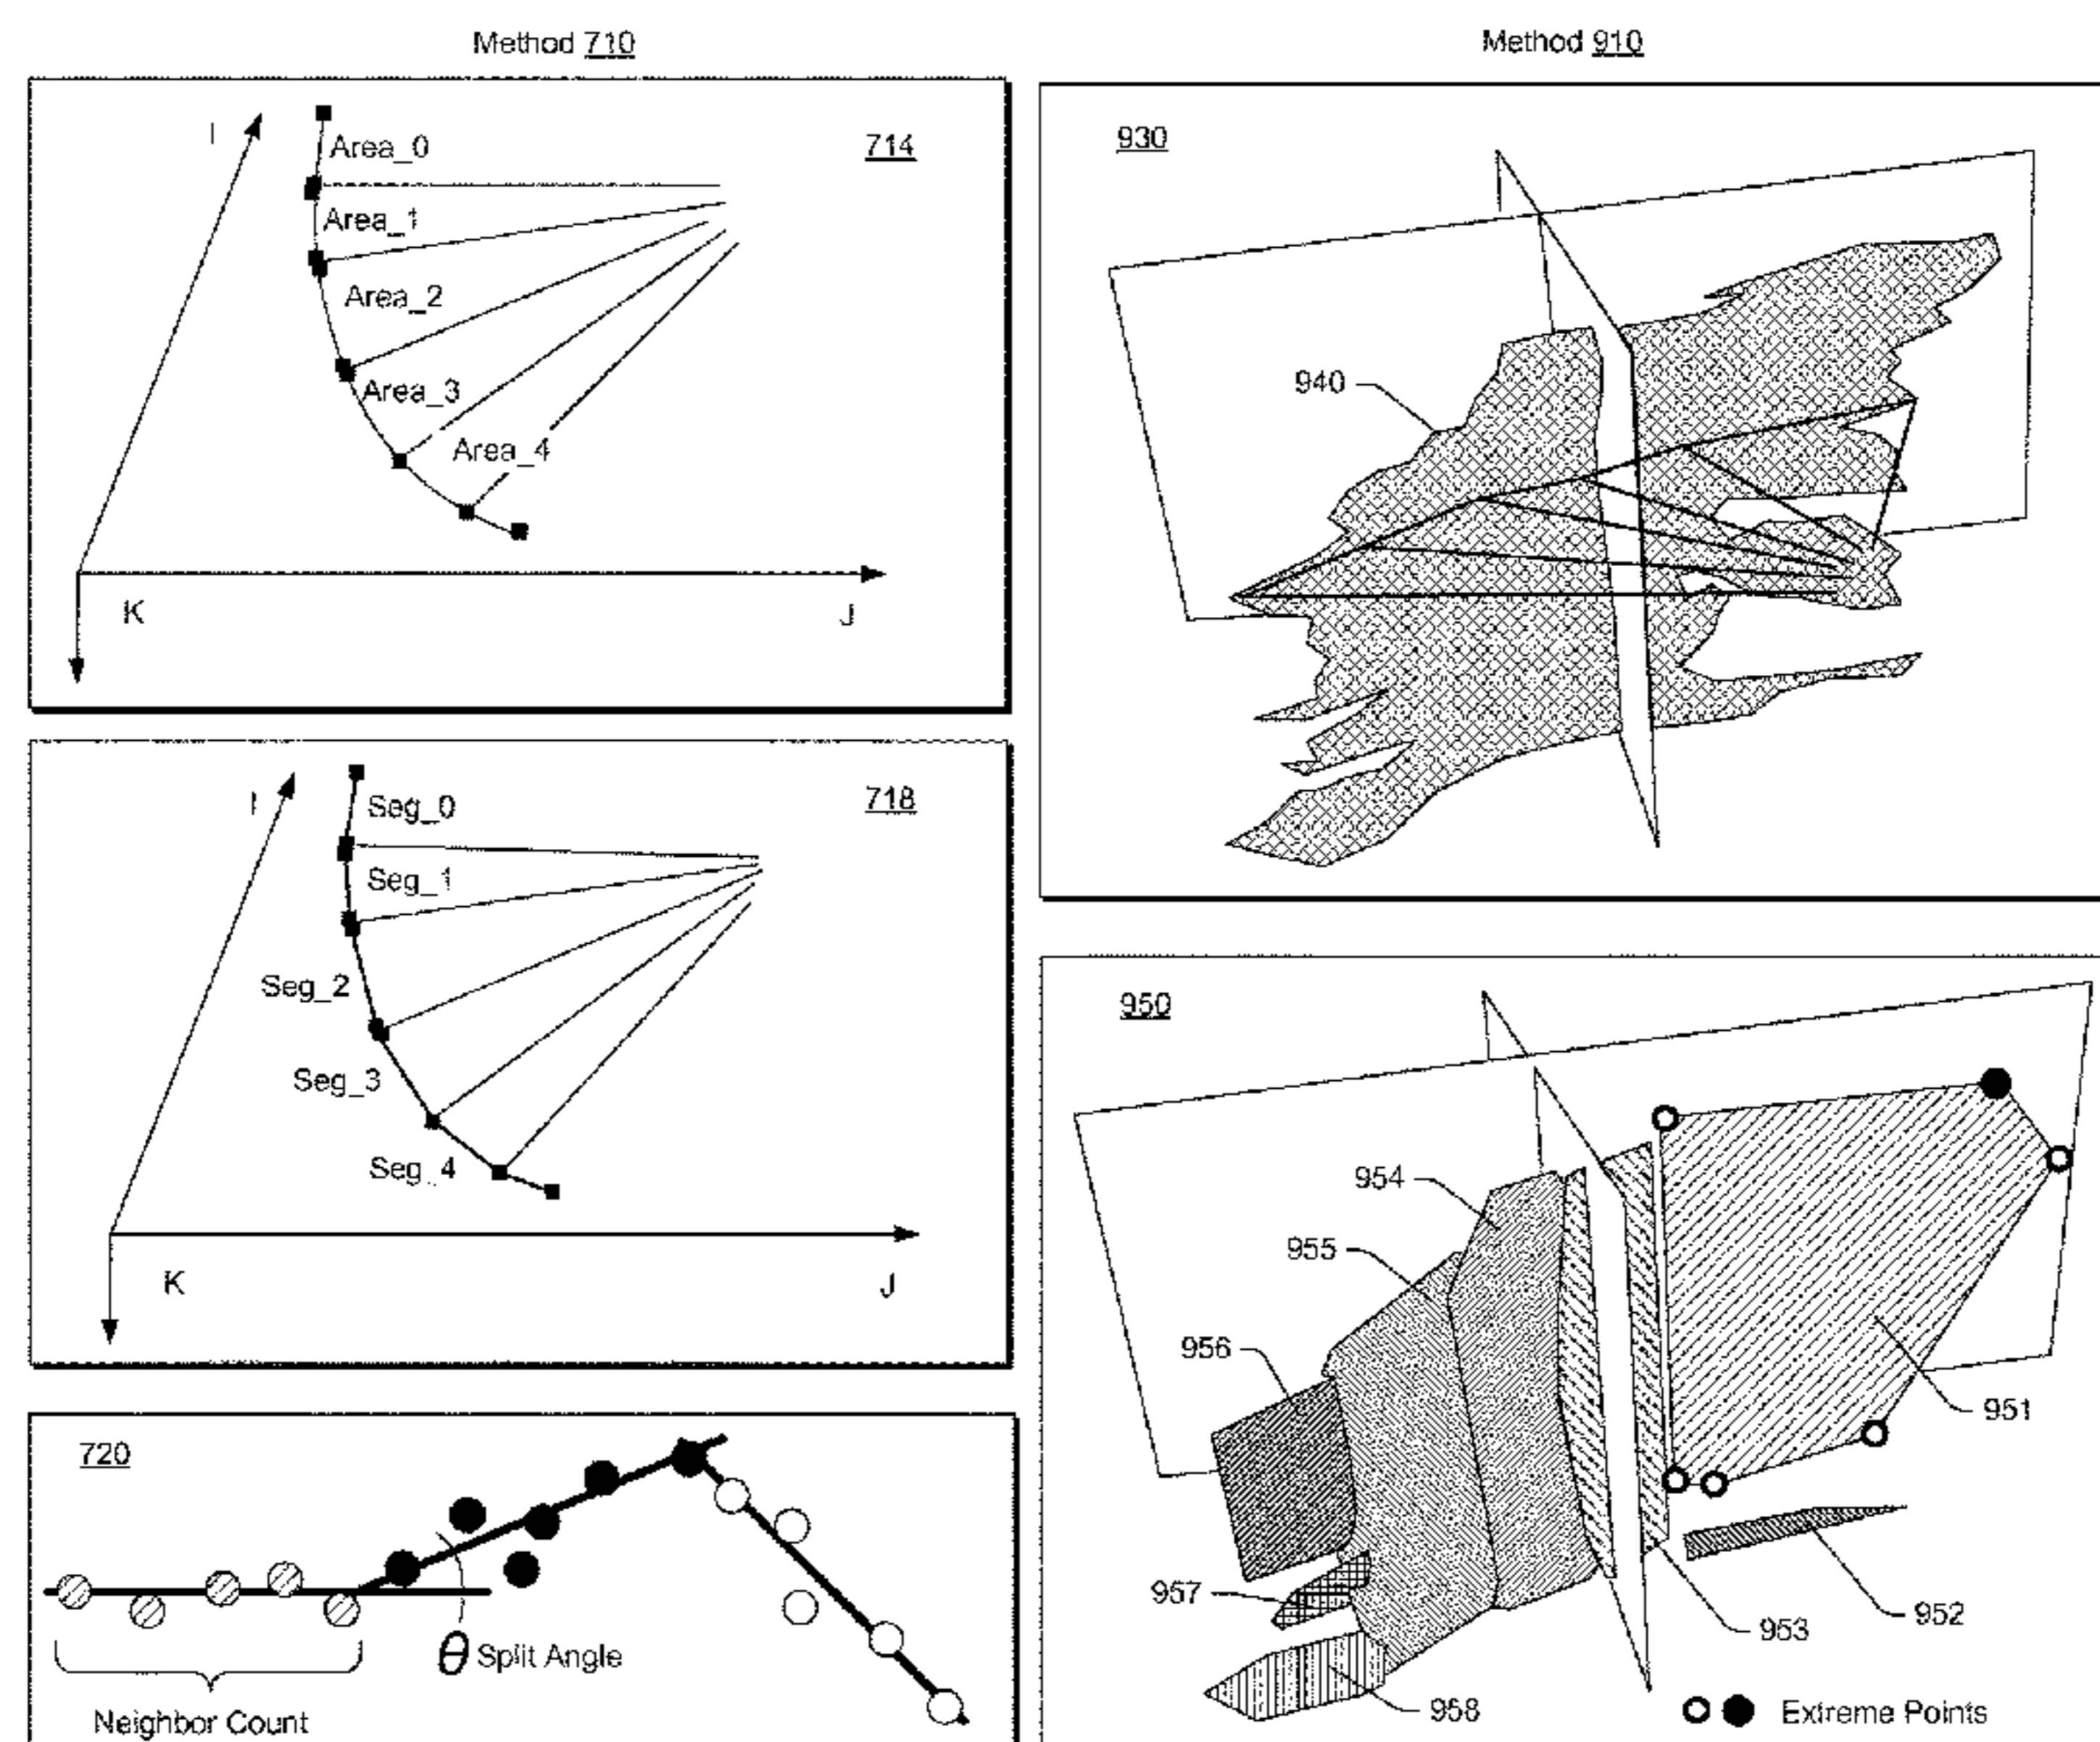 Method 710
I
Area_0
714
Area_1
Area_2
Area_3
Area_4
K
J
I
Seg_0
718
Seg_1
Seg_2
Seg_3
Seg_4
K
J
720
θ Split Angle
Neighbor Count
Method 910
930
940
950
954
955
956
951
957
952
953
958
Extreme Points